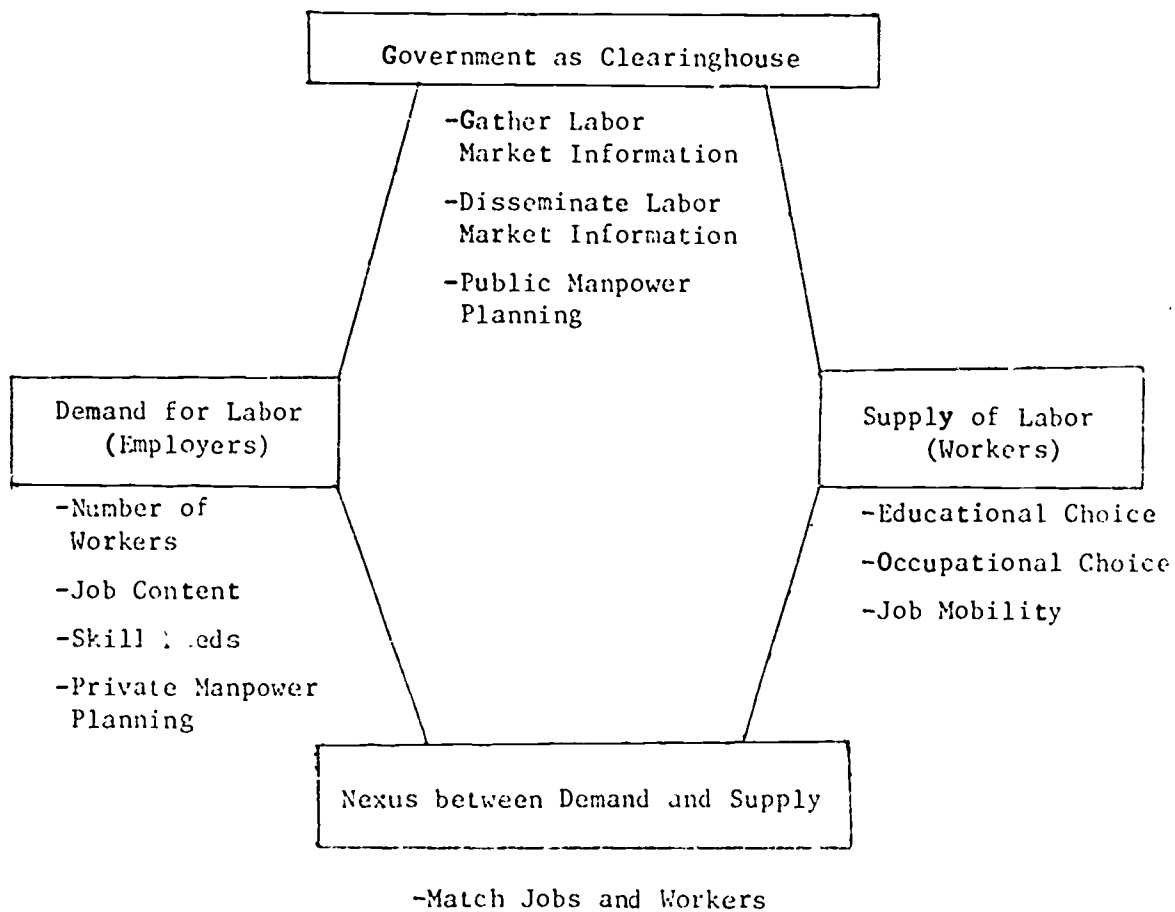 Government as Clearinghouse
-Gather Labor
Market Information
-Disseminate Labor
Market Information
-Public Manpower
Planning
Demand for Labor
(Employers)
-Number of
Workers
-Job Content
-Skill
-Private Manpower
Planning
Supply of Labor
(Workers)
-Educational Choice
-Occupational Choice
-Job Mobility
Nexus between Demand and Supply
-Match Jobs and Workers